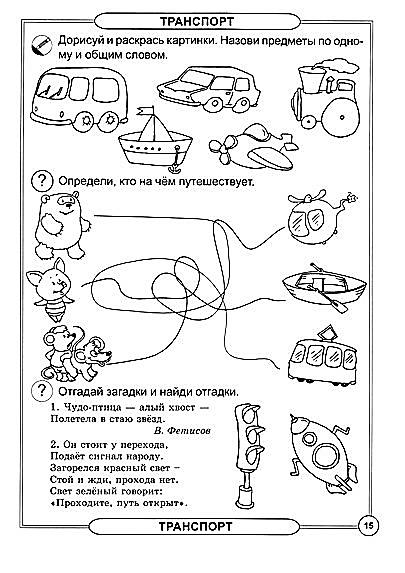 ТРАНСПОРТ
Дорисуй и раскрась картинки. Назови предметы по одно-
му и общим словом.
? Определи, кто на чём путешествует.
? Отгадай загадки и найди отгадки.
1. Чудо-птица — алый хвост —
Полетела в стаю звёзд.
В. Фетисов
2. Он стоит у перехода,
Подаёт сигнал народу.
Загорелся красный свет –
Стой и жди, прохода нет.
Свет зелёный говорит:
«Проходите, путь открыт».
ТРАНСПОРТ
15